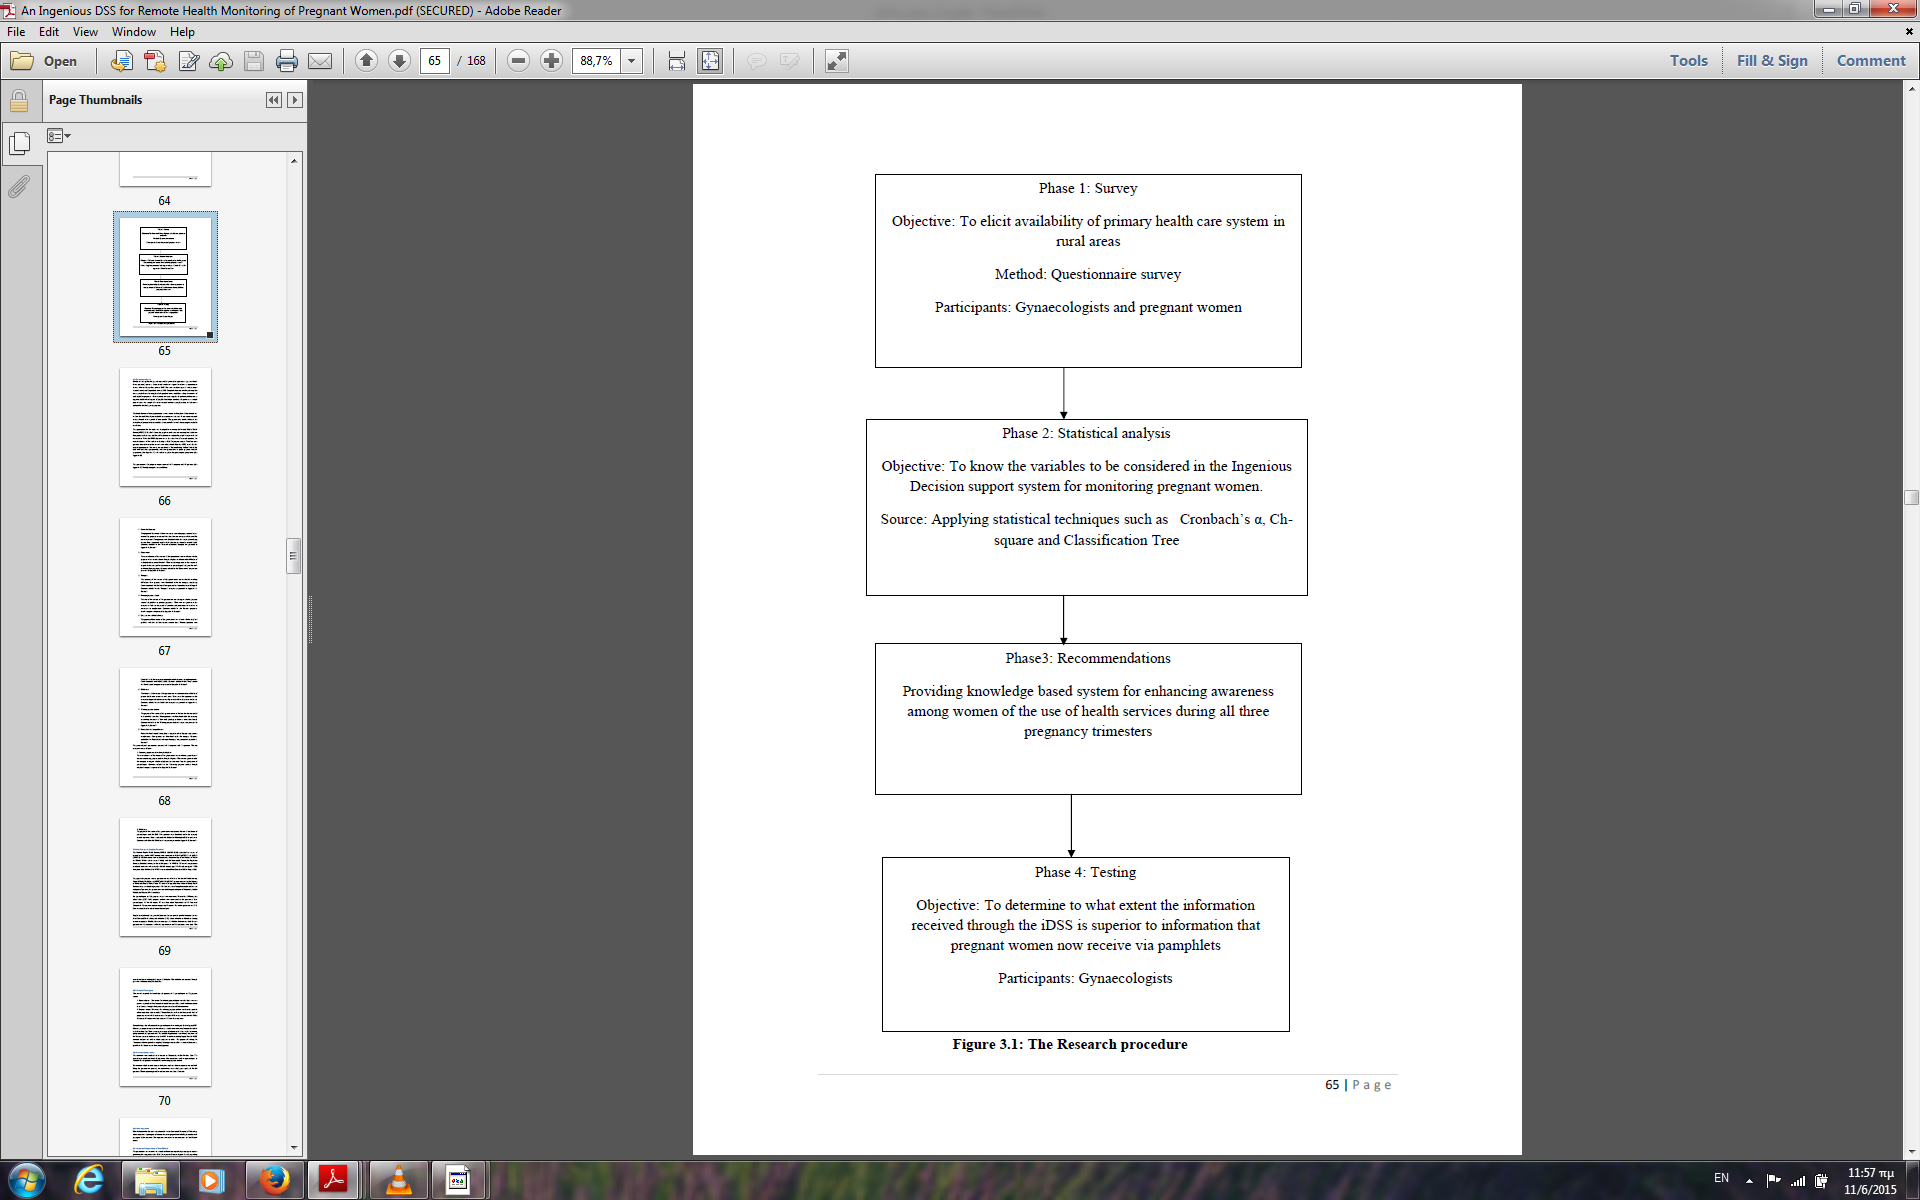 An Ingenious DSS for Remote Health Monitoring of Pregnant Women.pdf (SECURED) - Adobe Reader
File Edit View Window Help
Open 65 / 168 88,7% Tools Fill & Sign Comment
Page Thumbnails
64
65
66
67
68
69
70
Phase 1: Survey
Objective: To elicit availability of primary health care system in
rural areas
Method: Questionnaire survey
Participants: Gynaecologists and pregnant women
Phase 2: Statistical analysis
Objective: To know the variables to be considered in the Ingenious
Decision support system for monitoring pregnant women.
Source: Applying statistical techniques such as Cronbach's α, Ch-
square and Classification Tree
Phase3: Recommendations
Providing knowledge based system for enhancing awareness
among women of the use of health services during all three
pregnancy trimesters
Phase 4: Testing
Objective: To determine to what extent the information
received through the iDSS is superior to information that
pregnant women now receive via pamphlets
Participants: Gynaecologists
Figure 3.1: The Research procedure
65 | Page
EN
11:57 πμ
11/6/2015